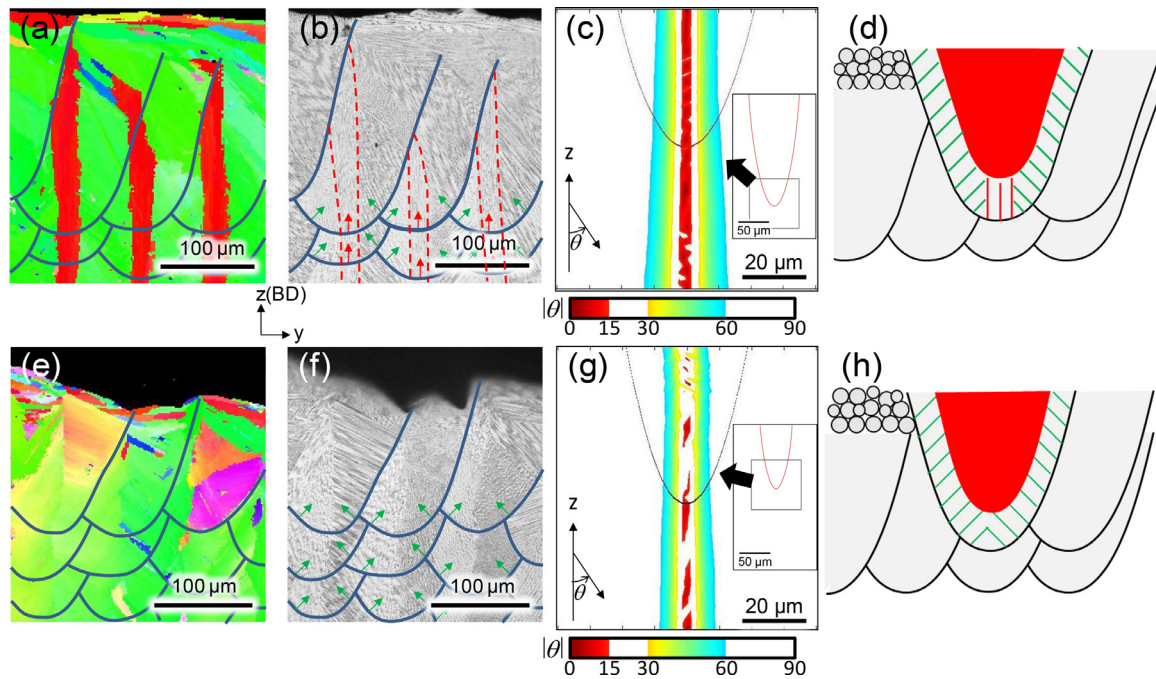 (a)
(b)
(c)
(d)
100 µm
100 µm
z
θ
50 µm
20 µm
|θ|
0 15 30 60 90
z(BD)
y
(e)
(f)
(g)
(h)
100 µm
100 µm
z
θ
50 µm
20 µm
|θ|
0 15 30 60 90